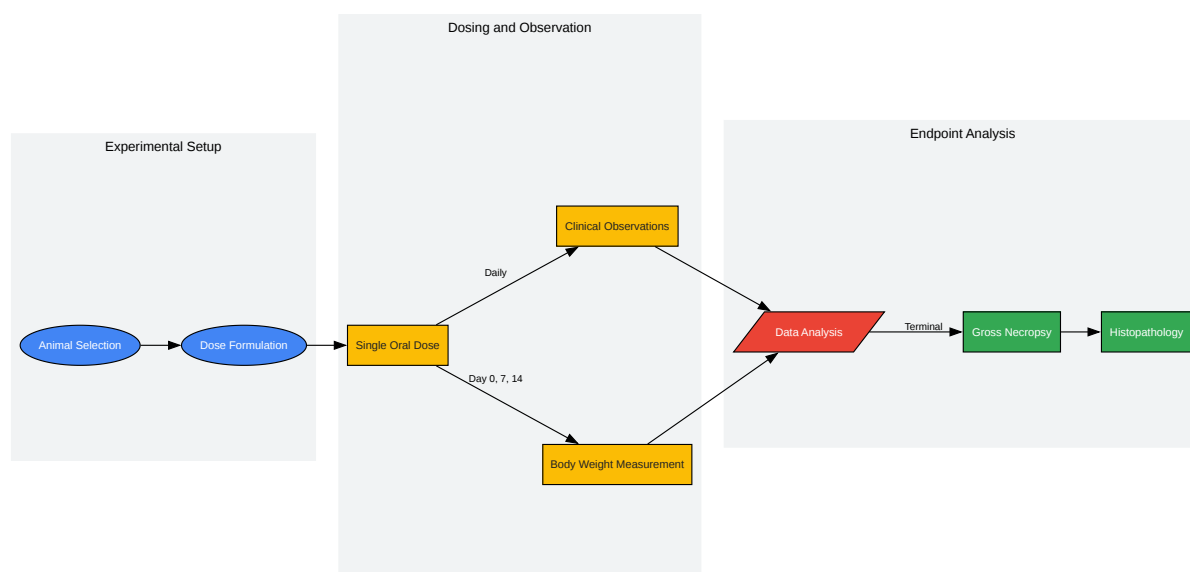 Dosing and Observation
Experimental Setup
Endpoint Analysis
Clinical Observations
Daily
Animal Selection
Dose Formulation
Single Oral Dose
Data Analysis
Terminal
Gross Necropsy
Histopathology
Day 0, 7, 14
Body Weight Measurement